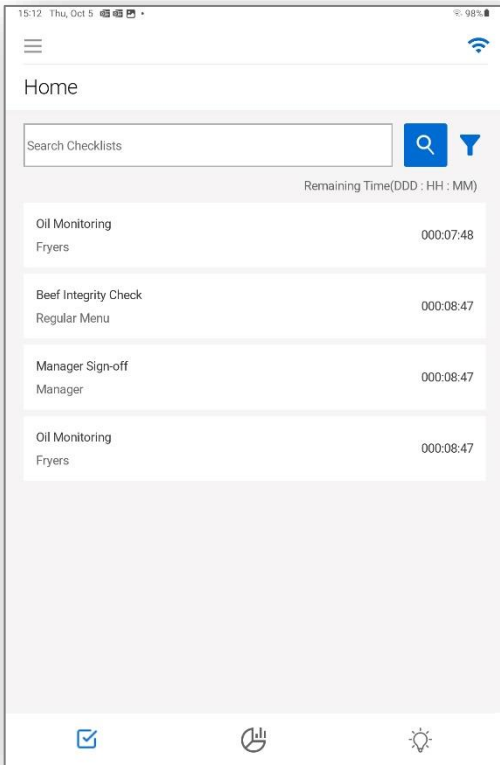 15:12 Thu, Oct 5 98%
Home
Search Checklists
Remaining Time(DDD : HH : MM)
Oil Monitoring
Fryers
000:07:48
Beef Integrity Check
Regular Menu
000:08:47
Manager Sign-off
Manager
000:08:47
Oil Monitoring
Fryers
000:08:47